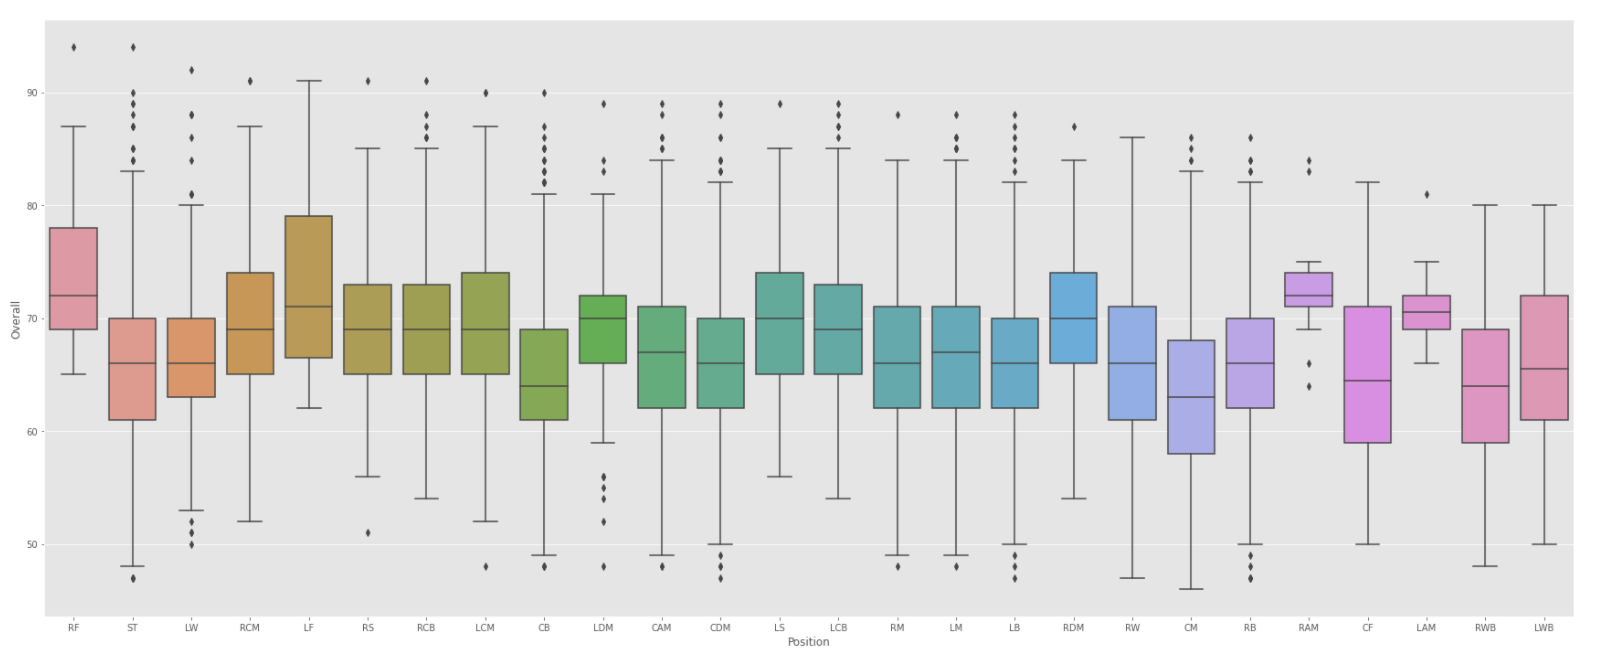 Overall
90
80
70
60
50
RF ST LW RCM LF RS RCB LCM CB LDM CAM CDM LS LCB RM LM LB RDM RW CM RB RAM CF LAM RWB LWB
Position